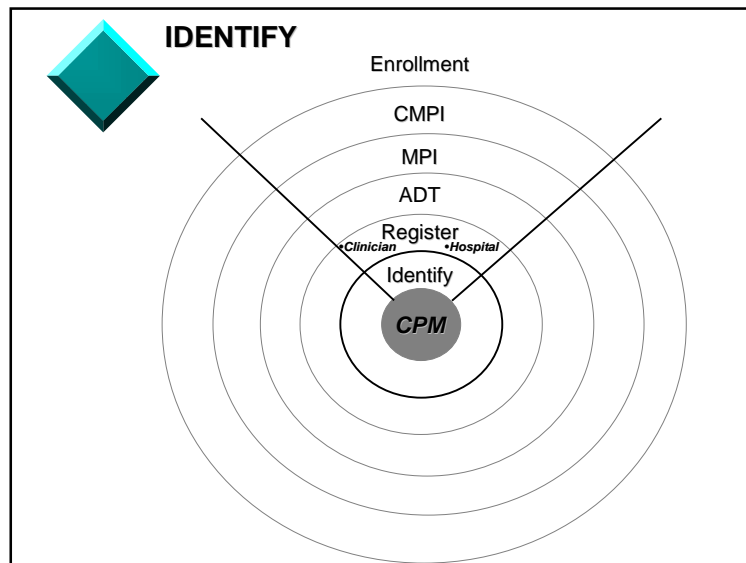 IDENTIFY
Enrollment
CMPI
MPI
ADT
Register
•Clinician •Hospital
Identify
CPM